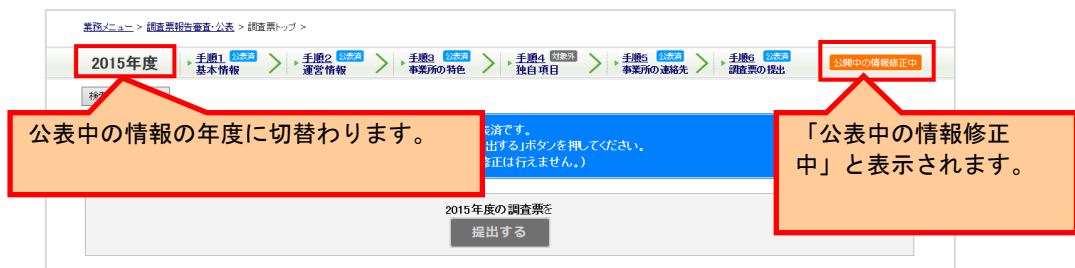 業務メニュー > 調査票報告審査・公表 > 調査票トップ >
2015年度 手順1 公表済 基本情報 手順2 公表済 運営情報 手順3 公表済 事業所の特色 手順4 対象外 独自項目 手順5 公表済 事業所の連絡先 手順6 公表済 調査票の提出 公開中の情報修正中
公表中の情報の年度に切替わります。
表済です。
出する」ボタンを押してください。
修正は行えません。)
「公表中の情報修正
中」と表示されます。
2015年度の調査票を
提出する